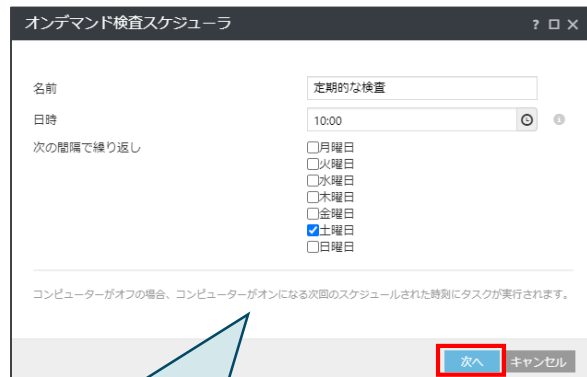 オンデマンド検査スケジューラ
名前
定期的な検査
日時
10:00
次の間隔で繰り返し
月曜日
火曜日
水曜日
木曜日
金曜日
土曜日
日曜日
コンピューターがオフの場合、コンピューターがオンになる次回のスケジュールされた時刻にタスクが実行されます。
次へ キャンセル